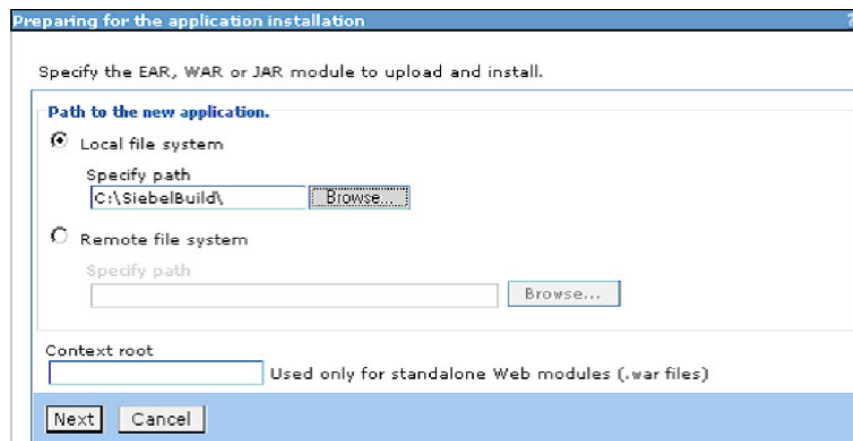 Preparing for the application installation ?
Specify the EAR, WAR or JAR module to upload and install.
Path to the new application.
Local file system
Specify path
C:\SiebelBuild\ Browse...
Remote file system
Specify path
Browse...
Context root
Used only for standalone Web modules (.war files)
Next Cancel